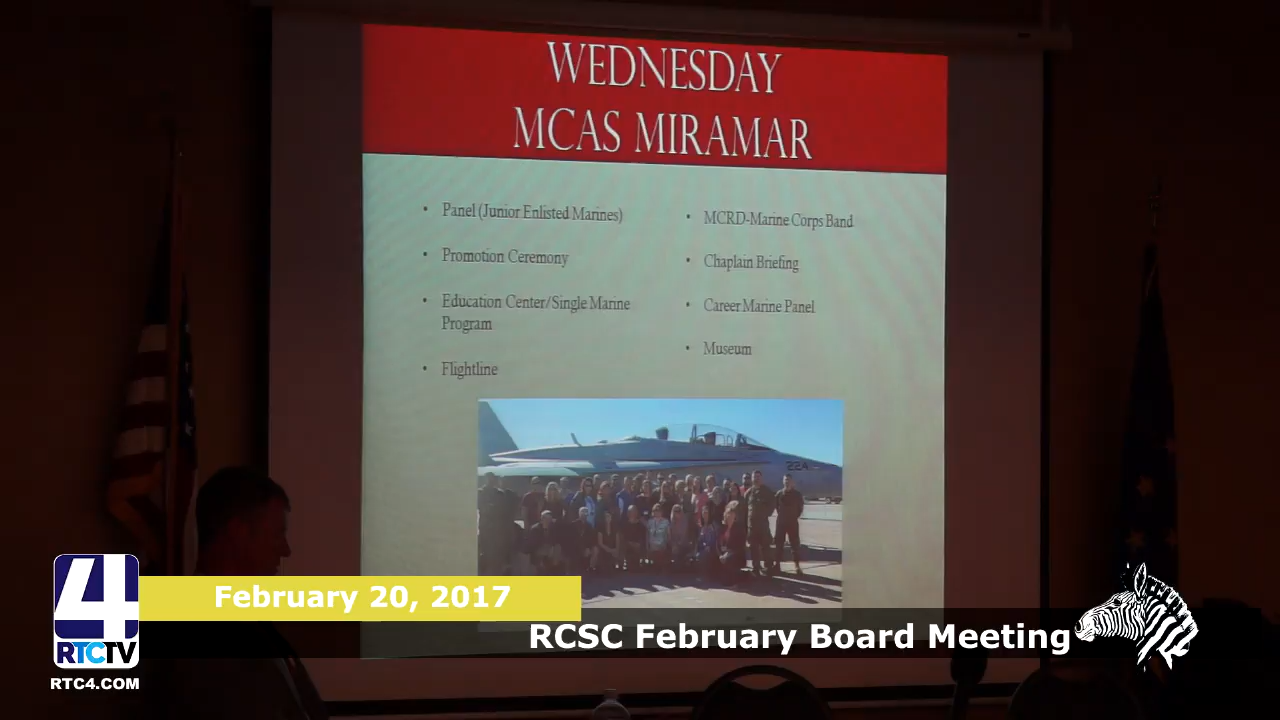 WEDNESDAY
MCAS MIRAMAR
• Panel (Junior Enlisted Marines)
• Promotion Ceremony
• Education Center/Single Marine
Program
• Flightline
• MCRD-Marine Corps Band
• Chaplain Briefing
• Career Marine Panel
• Museum
224
4
RTCTV
RTC4.COM
February 20, 2017
RCSC February Board Meeting